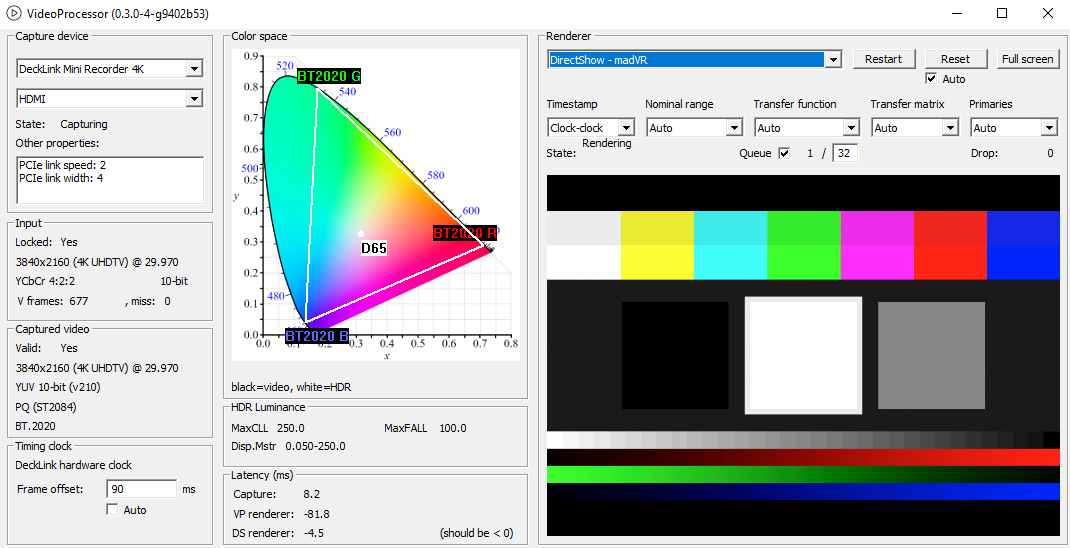 VideoProcessor (0.3.0-4-g9402b53)
Capture device
DeckLink Mini Recorder 4K
HDMI
State: Capturing
Other properties:
PCIe link speed: 2
PCIe link width: 4
Input
Locked: Yes
3840x2160 (4K UHDTV) @ 29.970
YCbCr 4:2:2 10-bit
V frames: 677 , miss: 0
Captured video
Valid: Yes
3840x2160 (4K UHDTV) @ 29.970
YUV 10-bit (v210)
PQ (ST2084)
BT.2020
Timing clock
DeckLink hardware clock
Frame offset: 90 ms
Auto
Color space
0.9
0.8
0.7
0.6
0.5
0.4
0.3
0.2
0.1
0.0
y
520
BT2020 G
540
560
500
580
600
BT2020 R
D65
480
BT2020 B
0.0 0.1 0.2 0.3 0.4 0.5 0.6 0.7 0.8
x
black=video, white=HDR
HDR Luminance
MaxCLL 250.0 MaxFALL 100.0
Disp.Mstr 0.050-250.0
Latency (ms)
Capture: 8.2
VP renderer: -81.8
DS renderer: -4.5 (should be < 0)
Renderer
DirectShow - madVR
Restart
Reset
Full screen
Auto
Timestamp Nominal range Transfer function Transfer matrix Primaries
Clock-clock Auto Auto Auto Auto
State: Rendering Queue 1 / 32 Drop: 0